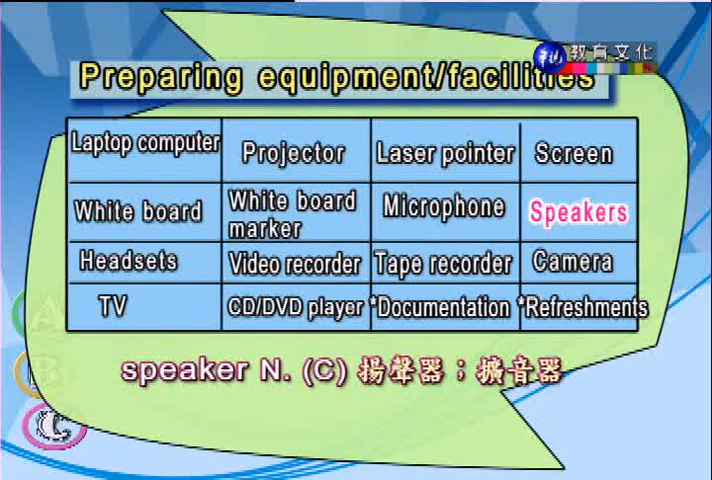 教育文化
Preparing equipment/facilities
Laptop computer Projector Laser pointer Screen
White board White board marker Microphone Speakers
Headsets Video recorder Tape recorder Camera
TV CD/DVD player *Documentation *Refreshments
speaker N. (C) 揚聲器；擴音器
A
B
C